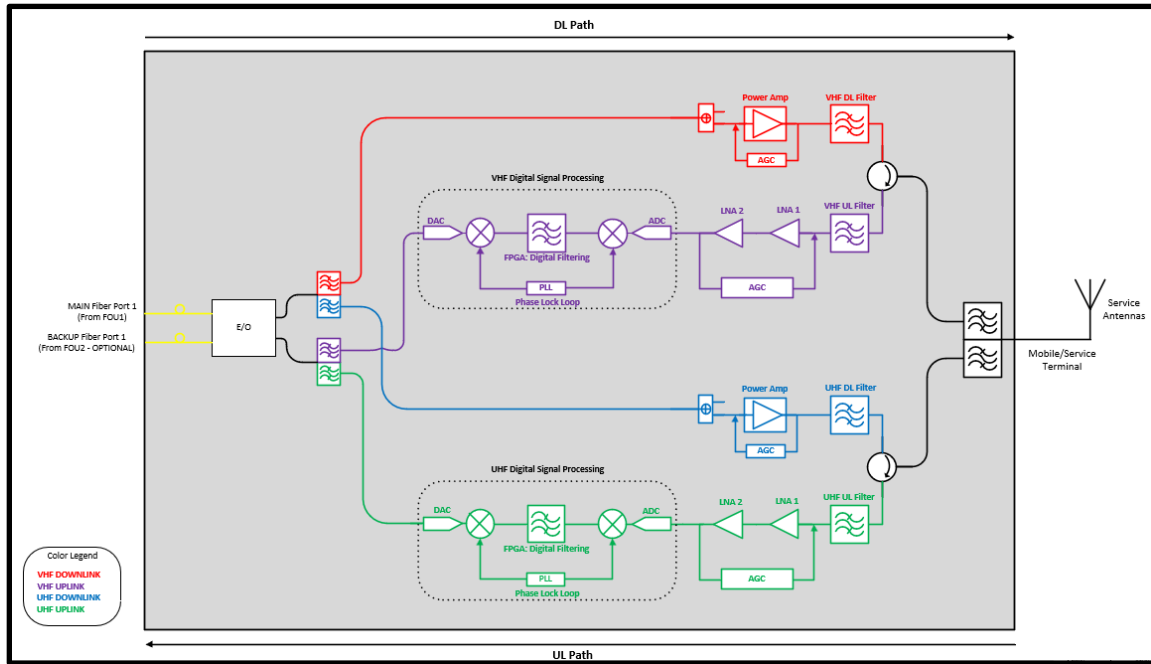 DL Path
Power Amp
VHF DL Filter
AGC
VHF Digital Signal Processing
DAC
ADC
LNA 2
LNA 1
VHF UL Filter
FPGA: Digital Filtering
PLL
Phase Lock Loop
AGC
MAIN Fiber Port 1
(From FOU1)
E/O
BACKUP Fiber Port 1
(From FOU2 - OPTIONAL)
Service
Antennas
Mobile/Service
Terminal
Power Amp
UHF DL Filter
AGC
UHF Digital Signal Processing
DAC
ADC
LNA 2
LNA 1
UHF UL Filter
FPGA: Digital Filtering
PLL
Phase Lock Loop
AGC
Color Legend
VHF DOWNLINK
VHF UPLINK
UHF DOWNLINK
UHF UPLINK
UL Path